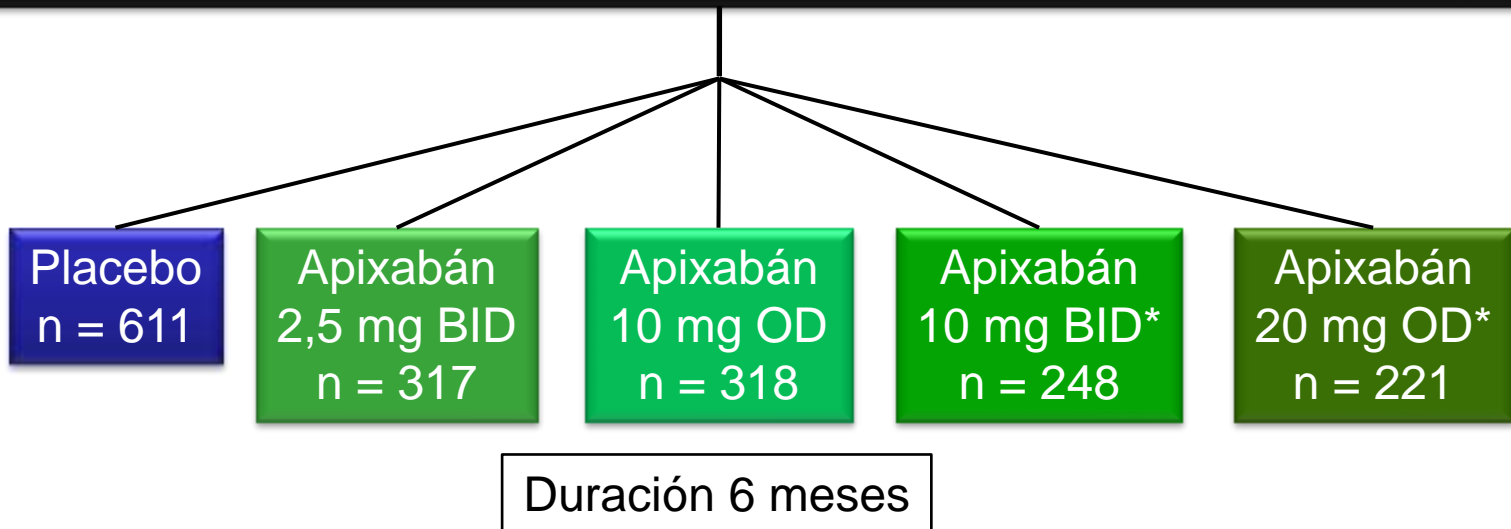 Placebo
n = 611
Apixabán
2,5 mg BID
n = 317
Apixabán
10 mg OD
n = 318
Apixabán
10 mg BID*
n = 248
Apixabán
20 mg OD*
n = 221
Duración 6 meses